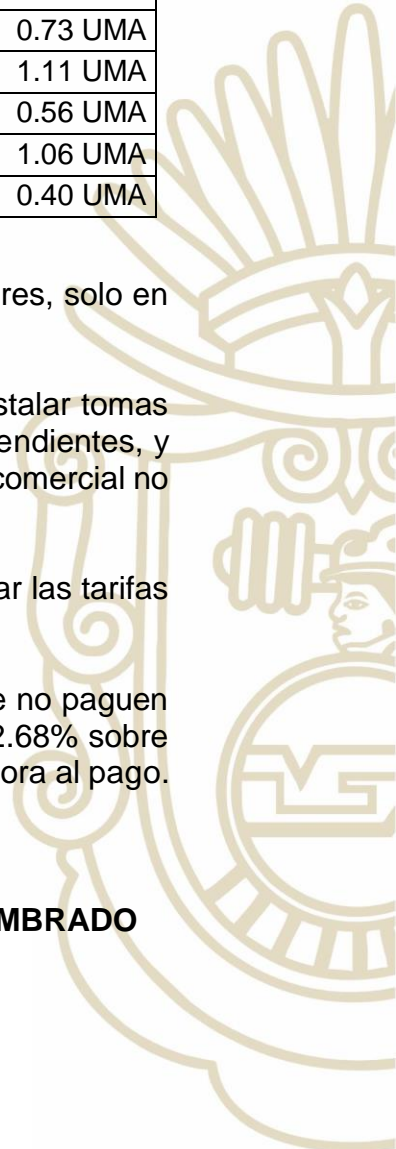 0.73 UMA
1.11 UMA
0.56 UMA
1.06 UMA
0.40 UMA
res, solo en
stalar tomas
endientes, y
comercial no
ar las tarifas
e no paguen
2.68% sobre
ora al pago.
MBRADO